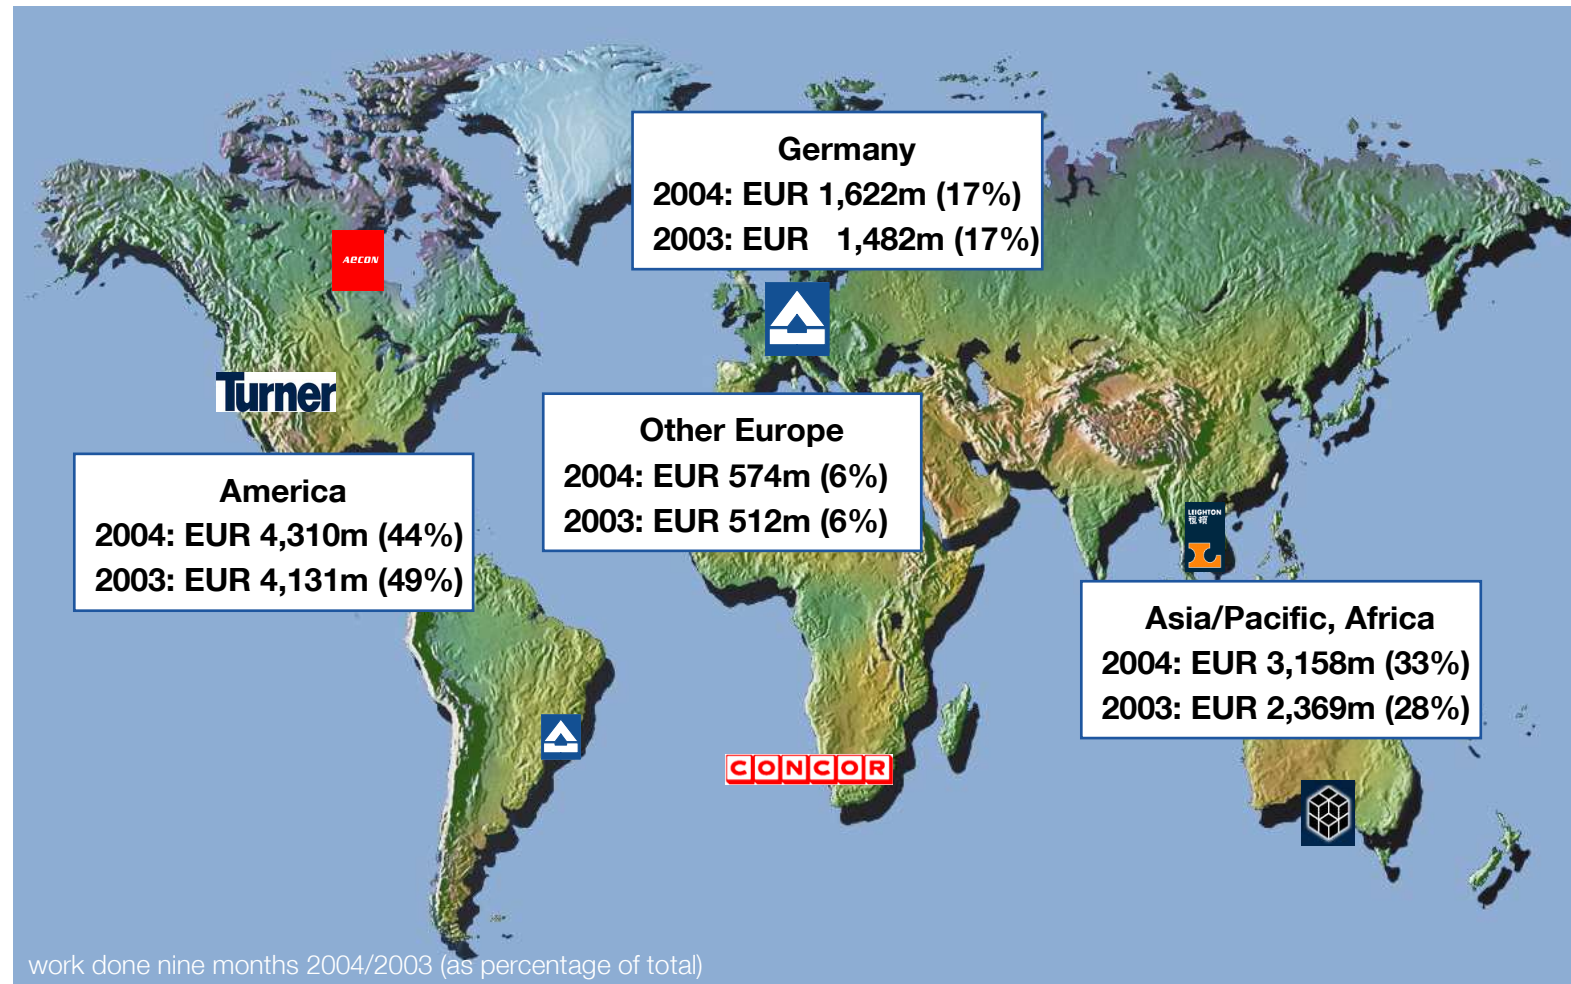 Germany
2004: EUR 1,622m (17%)
2003: EUR 1,482m (17%)
AECON
Turner
Other Europe
2004: EUR 574m (6%)
2003: EUR 512m (6%)
America
2004: EUR 4,310m (44%)
2003: EUR 4,131m (49%)
LEIGHTON
Asia/Pacific, Africa
2004: EUR 3,158m (33%)
2003: EUR 2,369m (28%)
CONCOR
work done nine months 2004/2003 (as percentage of total)